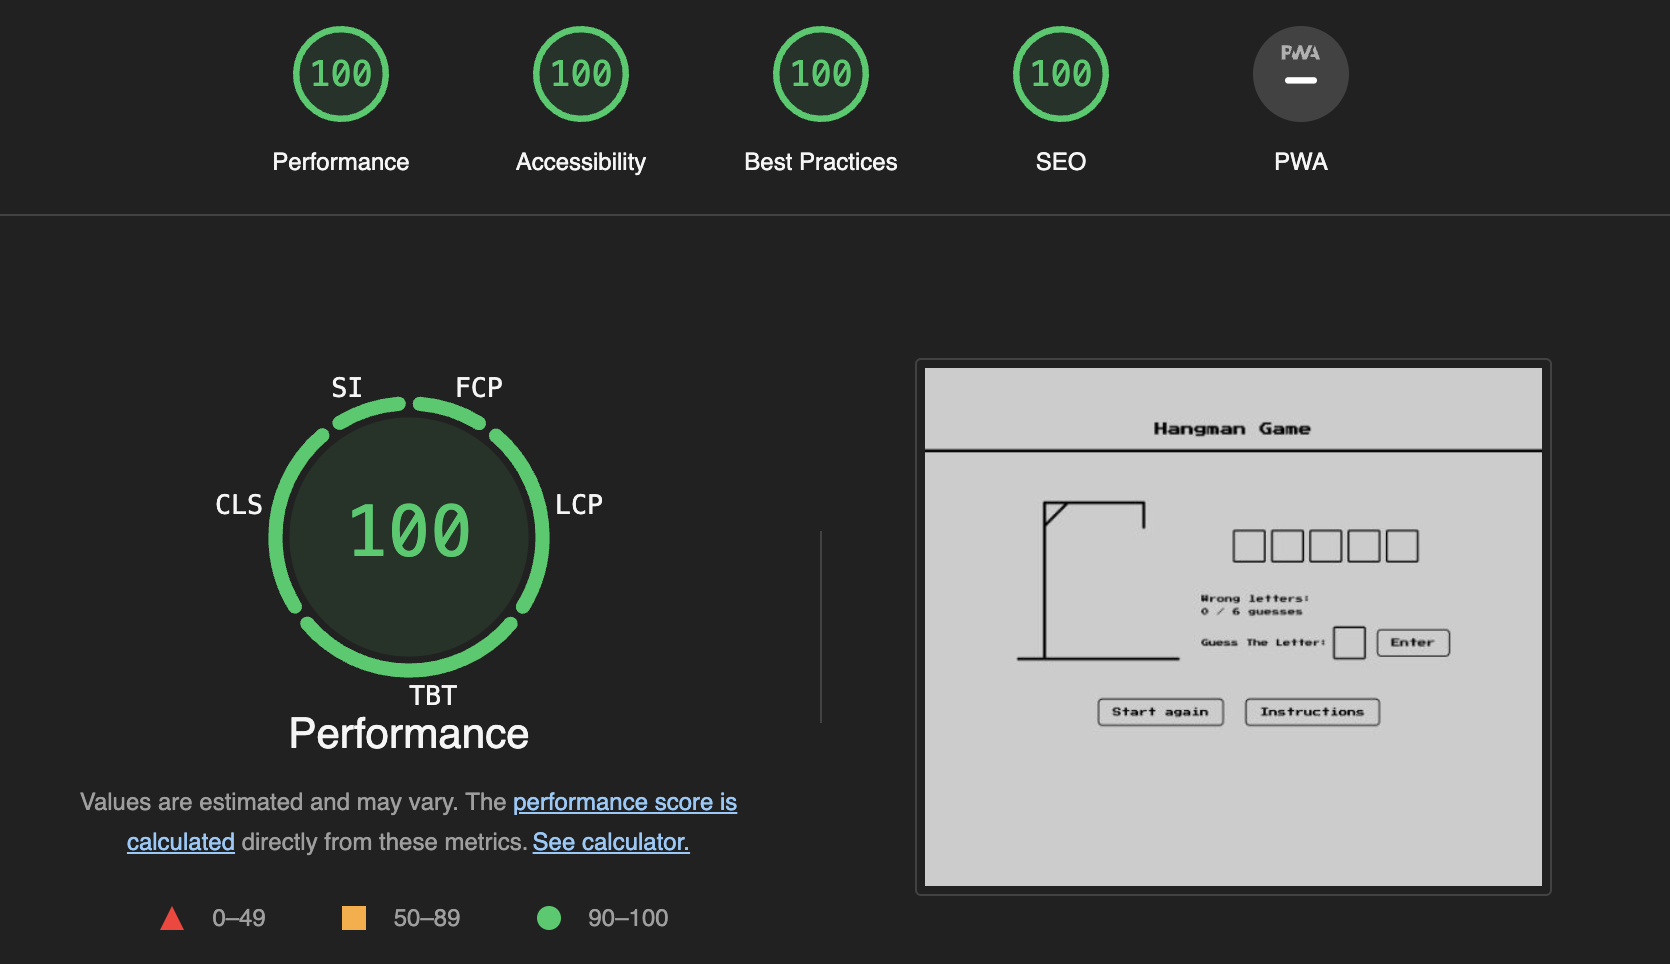 100
100
100
100
PWA
Performance
Accessibility
Best Practices
SEO
PWA
SI
FCP
CLS
LCP
100
TBT
Performance
Values are estimated and may vary. The performance score is
calculated directly from these metrics. See calculator.
0–49
50–89
90–100
Hangman Game
Wrong letters:
0 / 6 guesses
Guess The Letter:
Enter
Start again
Instructions